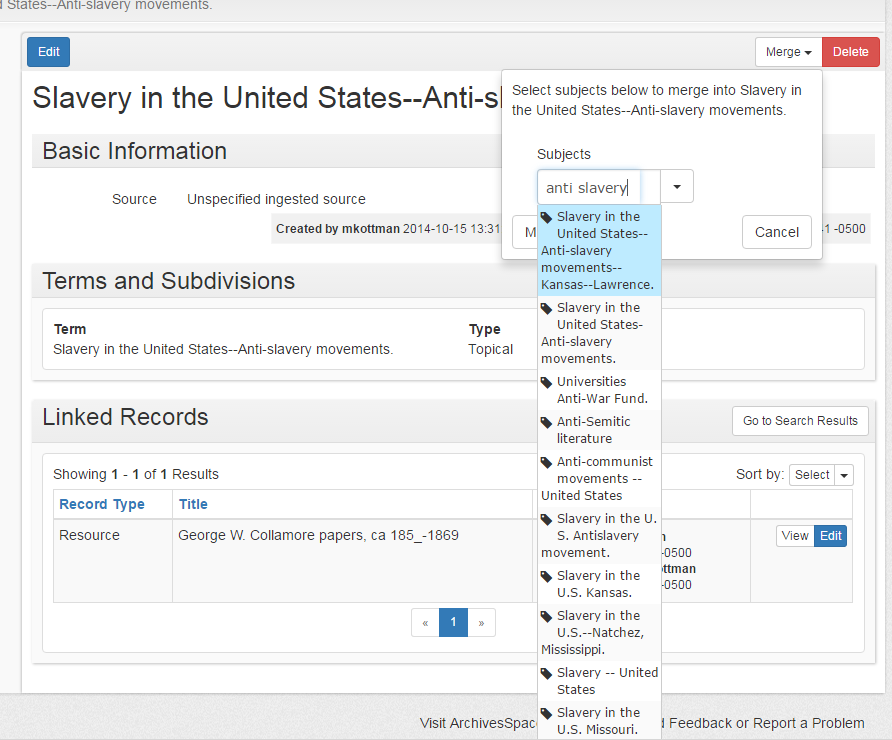 States--Anti-slavery movements.
Edit
Merge
Delete
Slavery in the United States--Anti-
Select subjects below to merge into Slavery in
the United States--Anti-slavery movements.
Subjects
anti slavery
Cancel
Basic Information
Source Unspecified ingested source
Created by mkottman 2014-10-15 13:31
-0500
Slavery in the
United States--
Anti-slavery
movements--
Kansas--Lawrence.
Slavery in the
United States-
Anti-slavery
movements.
Universities
Anti-War Fund.
Anti-Semitic
literature
Anti-communist
movements --
United States
Slavery in the U.
S. Antislavery
movement.
Slavery in the
U.S. Kansas.
Slavery in the
U.S.--Natchez,
Mississippi.
Slavery -- United
States
Slavery in the
U.S. Missouri.
Terms and Subdivisions
Term Type
Slavery in the United States--Anti-slavery movements. Topical
Linked Records
Go to Search Results
Showing 1 - 1 of 1 Results
Sort by: Select
Record Type Title
Resource George W. Collamore papers, ca 185_-1869
-0500
-0500
View Edit
« 1 »
Visit
Feedback or Report a Problem